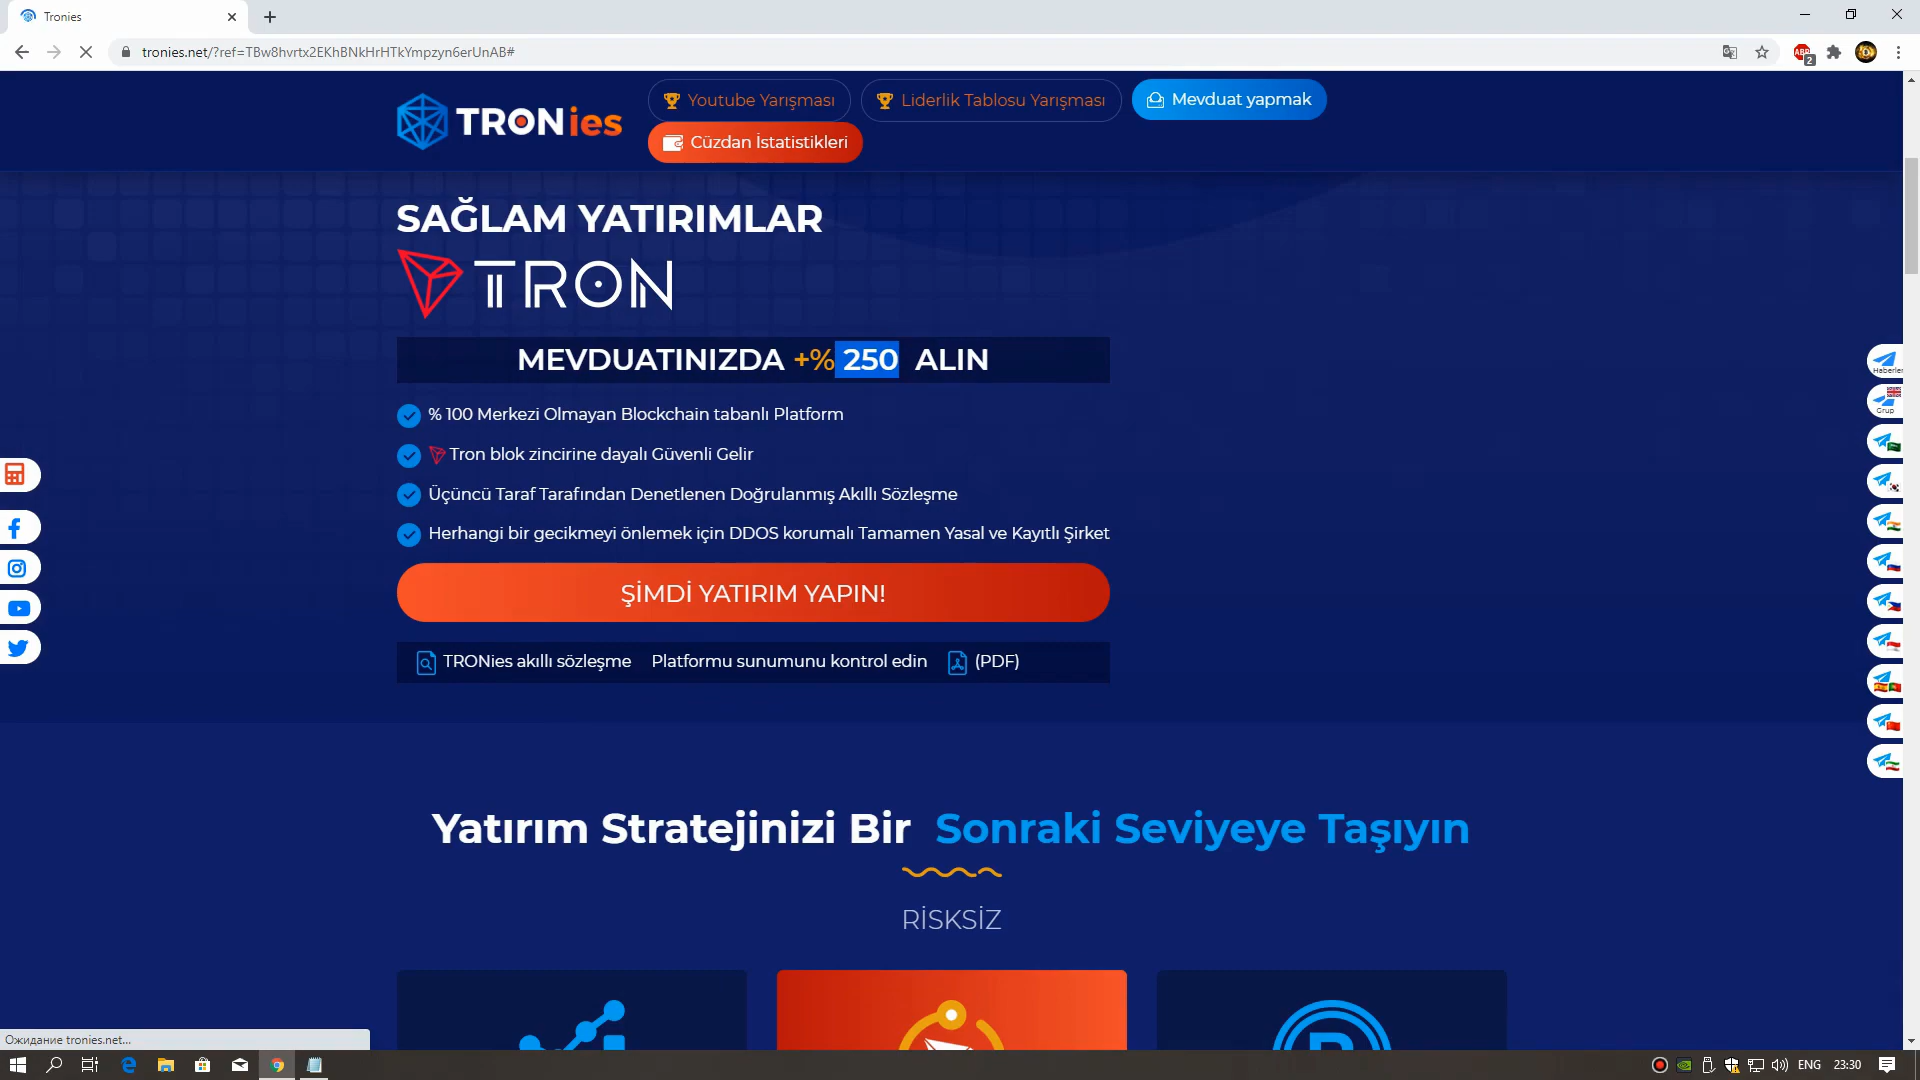 Tronies
tronies.net/?ref=TBw8hvrtx2EKhBNkHrHTkYmpzyn6erUnAB#
ABP
2
TRONies
Youtube Yarışması
Liderlik Tablosu Yarışması
Mevduat yapmak
Cüzdan İstatistikleri
SAĞLAM YATIRIMLAR
TRON
MEVDUATINIZDA +% 250 ALIN
% 100 Merkezi Olmayan Blockchain tabanlı Platform
Tron blok zincirine dayalı Güvenli Gelir
Üçüncü Taraf Tarafından Denetlenen Doğrulanmış Akıllı Sözleşme
Herhangi bir gecikmeyi önlemek için DDOS korumalı Tamamen Yasal ve Kayıtlı Şirket
ŞİMDİ YATIRIM YAPIN!
TRONies akıllı sözleşme Platformu sunumunu kontrol edin (PDF)
Haberler
Grup
Yatırım Stratejinizi Bir Sonraki Seviyeye Taşıyın
RİSKSİZ
Ожидание tronies.net...
ENG
23:30